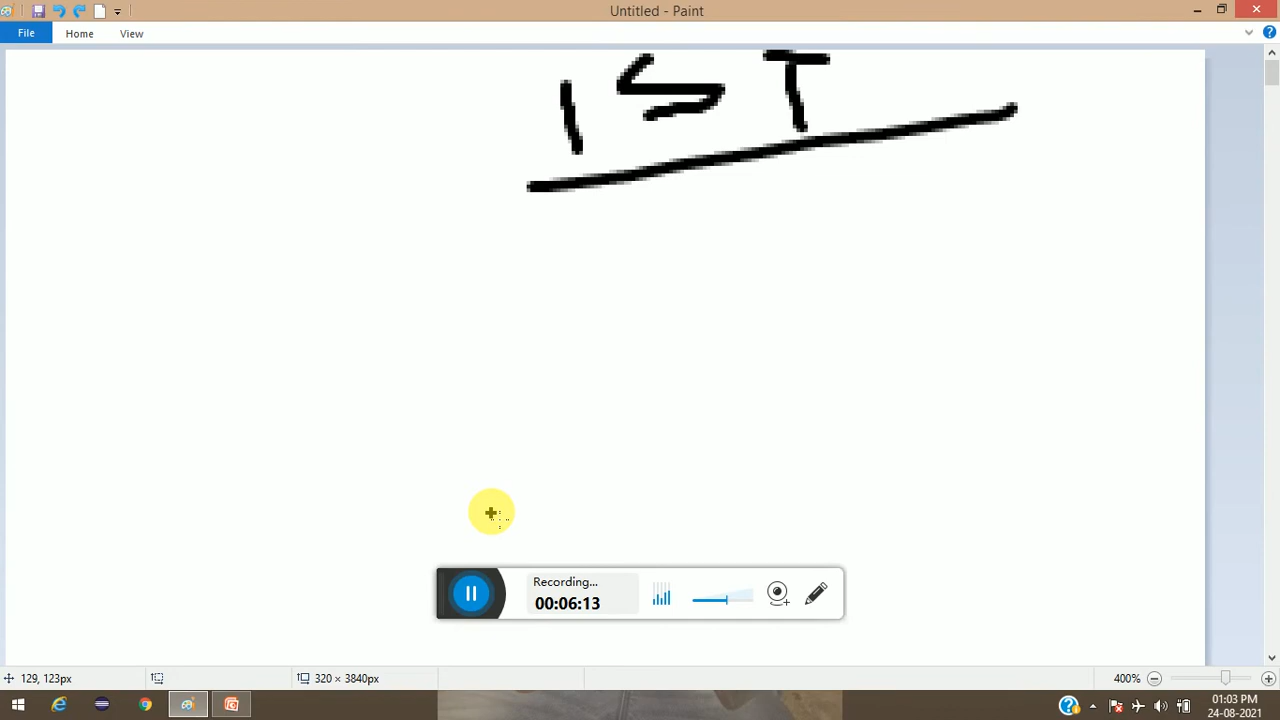 Untitled - Paint
File Home View
IST
Recording...
00:06:13
129, 123px
320 × 3840px
400%
01:03 PM
24-08-2021